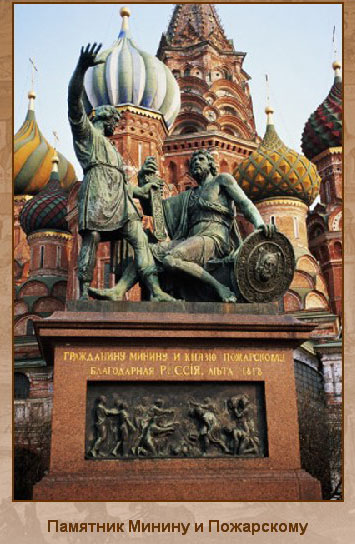 ГРАЖДАНИНУ МИНИНУ И КНЯЗЮ ПОЖАРСКОМУ
БЛАГОДАРНАЯ РОССІЯ. ЛѢТА 1818
Памятник Минину и Пожарскому